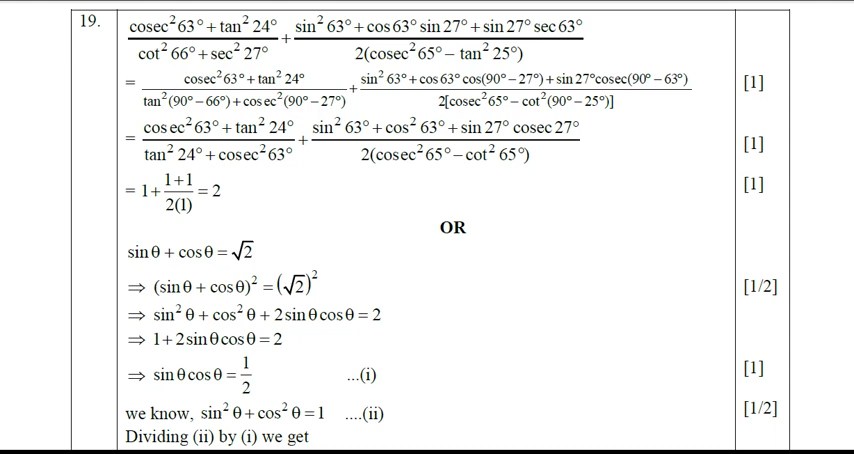 19. (cosec²63° + tan²24°)/(cot²66° + sec²27°) + (sin²63° + cos63° sin27° + sin27° sec63°)/(2(cosec²65° − tan²25°))
= (cosec²63° + tan²24°)/(tan²(90° − 66°) + cosec²(90° − 27°)) + (sin²63° + cos63° cos(90° − 27°) + sin27°cosec(90° − 63°))/(2[cosec²65° − cot²(90° − 25°)]) [1]
= (cosec²63° + tan²24°)/(tan²24° + cosec²63°) + (sin²63° + cos²63° + sin27° cosec27°)/(2(cosec²65° − cot²65°)) [1]
= 1 + (1+1)/(2(1)) = 2 [1]
OR
sinθ + cosθ = √2
⇒ (sinθ + cosθ)² = (√2)² [1/2]
⇒ sin²θ + cos²θ + 2sinθcosθ = 2
⇒ 1 + 2sinθcosθ = 2
⇒ sinθcosθ = 1/2 ...(i) [1]
we know, sin²θ + cos²θ = 1 ....(ii) [1/2]
Dividing (ii) by (i) we get